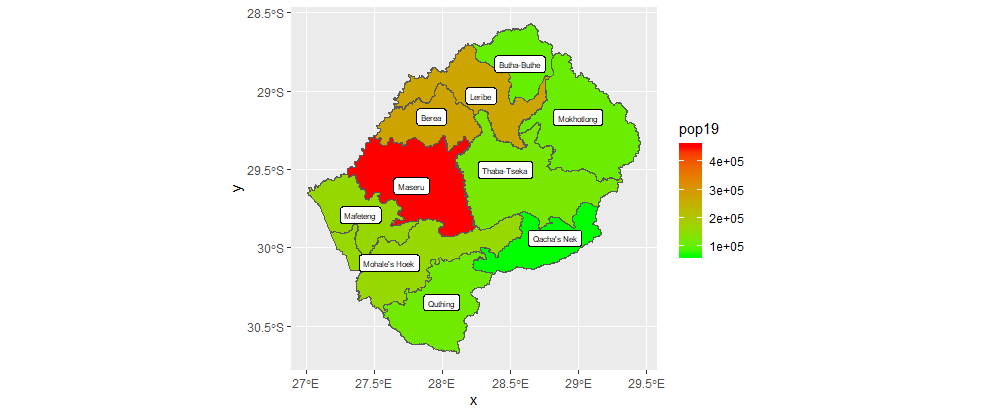 28.5°S
29°S
29.5°S
30°S
30.5°S
y
Butha-Buthe
Leribe
Berea
Mokhotlong
Thaba-Tseka
Maseru
Mafeteng
Qacha's Nek
Mohale's Hoek
Quthing
27°E
27.5°E
28°E
28.5°E
29°E
29.5°E
x
pop19
4e+05
3e+05
2e+05
1e+05